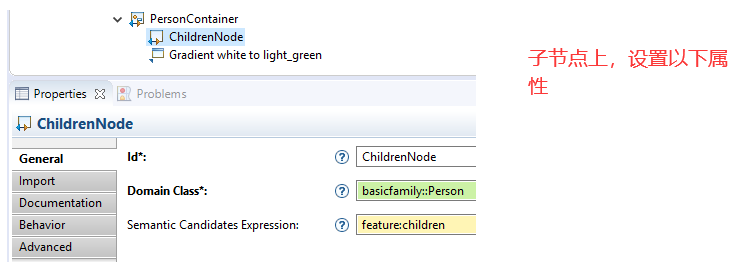 PersonContainer
ChildrenNode
Gradient white to light_green
子节点上，设置以下属
性
Properties
Problems
ChildrenNode
General
Id*:
ChildrenNode
Import
Domain Class*:
basicfamily::Person
Documentation
Behavior
Semantic Candidates Expression:
feature:children
Advanced